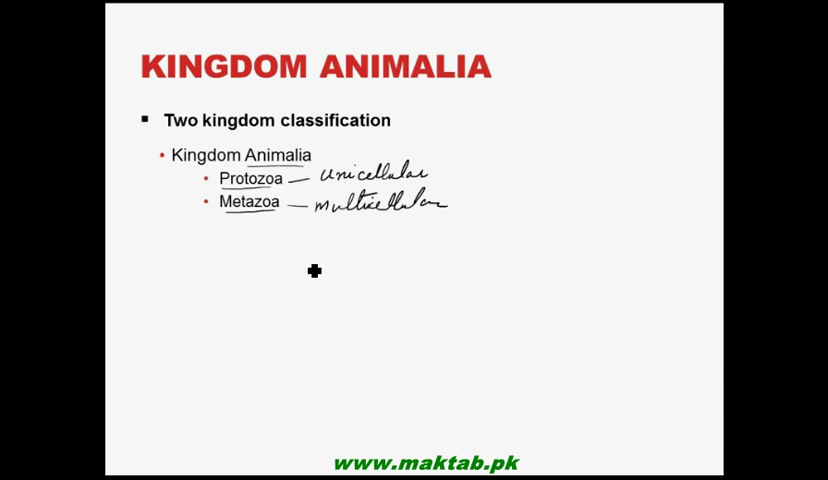 KINGDOM ANIMALIA
▪ Two kingdom classification
• Kingdom Animalia
• Protozoa — unicellular
• Metazoa — multicellular
www.maktab.pk